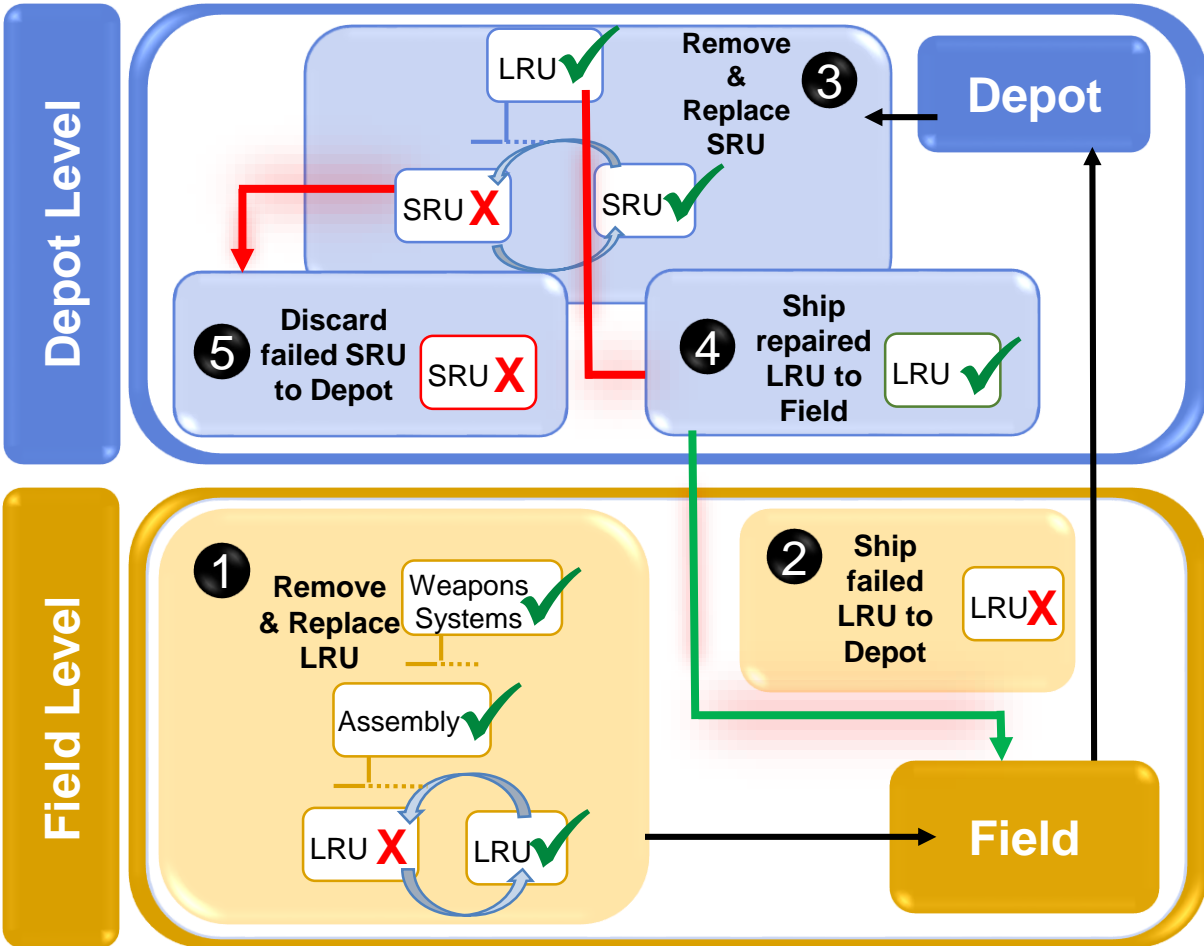 Depot Level
LRU
Remove
&
Replace
SRU
3
Depot
SRU X
SRU
5
Discard
failed SRU
to Depot
SRU X
4
Ship
repaired
LRU to
Field
LRU
Field Level
1
Remove
& Replace
LRU
Weapons
Systems
Assembly
LRU X
LRU
2
Ship
failed
LRU to
Depot
LRU X
Field